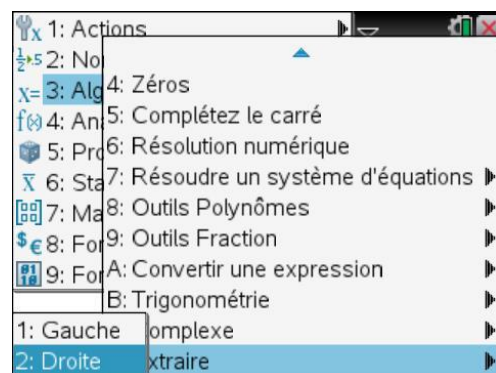 1: Actions
2: No
3: Alg
4: Ana
5: Pro
6: Sta
7: Ma
8: For
9: For
4: Zéros
5: Complétez le carré
6: Résolution numérique
7: Résoudre un système d'équations
8: Outils Polynômes
9: Outils Fraction
A: Convertir une expression
B: Trigonométrie
omplexe
xtraire
1: Gauche
2: Droite